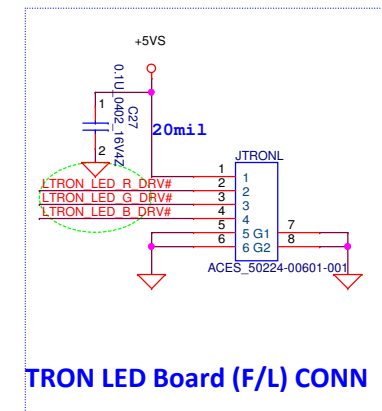 +5VS
1
C27
0.1U_0402_16V4Z
2
20mil
JTRONL
1 1
LTRON_LED_R_DRV# 2 2
LTRON_LED_G_DRV# 3 3
LTRON_LED_B_DRV# 4 4
5 5 G1 7
6 6 G2 8
ACES_50224-00601-001
TRON LED Board (F/L) CONN